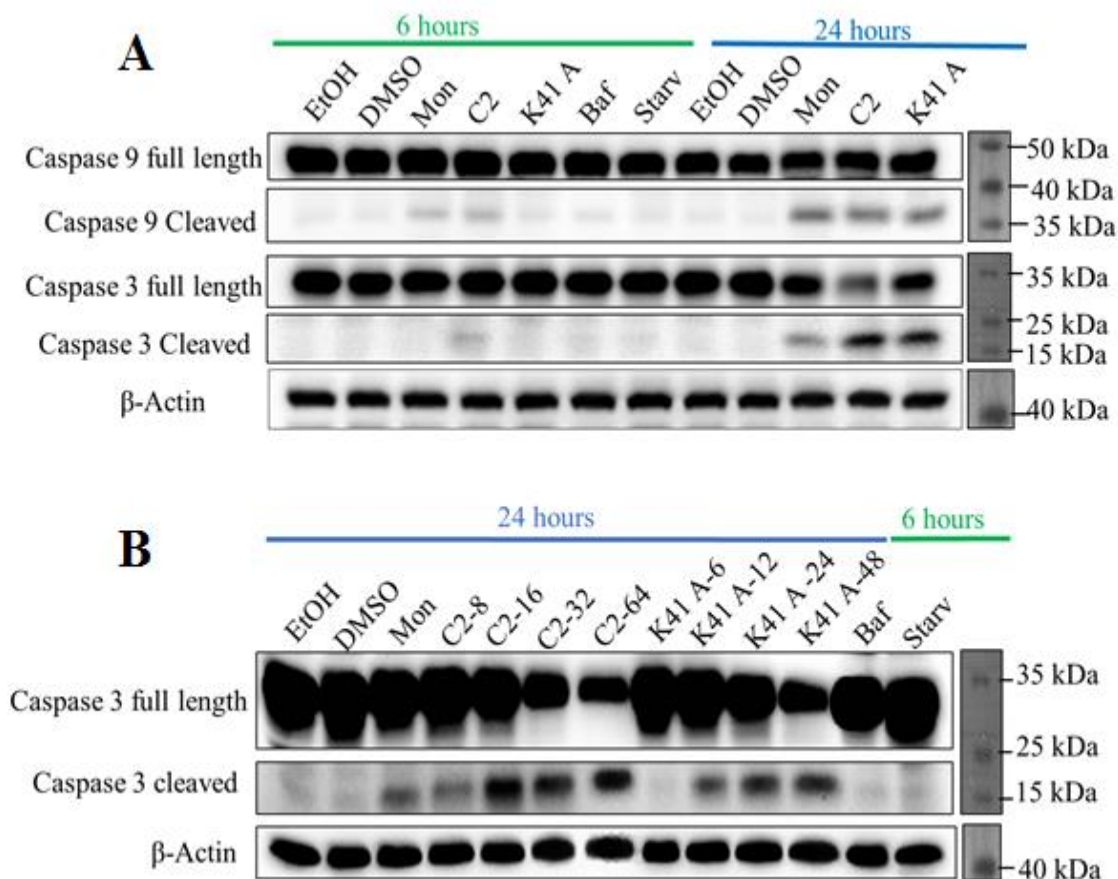 A
6 hours
24 hours
EtOH DMSO Mon C2 K41 A Baf Starv EtOH DMSO Mon C2 K41 A
Caspase 9 full length
50 kDa
40 kDa
Caspase 9 Cleaved
35 kDa
Caspase 3 full length
35 kDa
25 kDa
Caspase 3 Cleaved
15 kDa
β-Actin
40 kDa
B
24 hours
6 hours
EtOH DMSO Mon C2-8 C2-16 C2-32 C2-64 K41 A-6 K41 A-12 K41 A-24 K41 A-48 Baf Starv
Caspase 3 full length
35 kDa
25 kDa
Caspase 3 cleaved
15 kDa
β-Actin
40 kDa